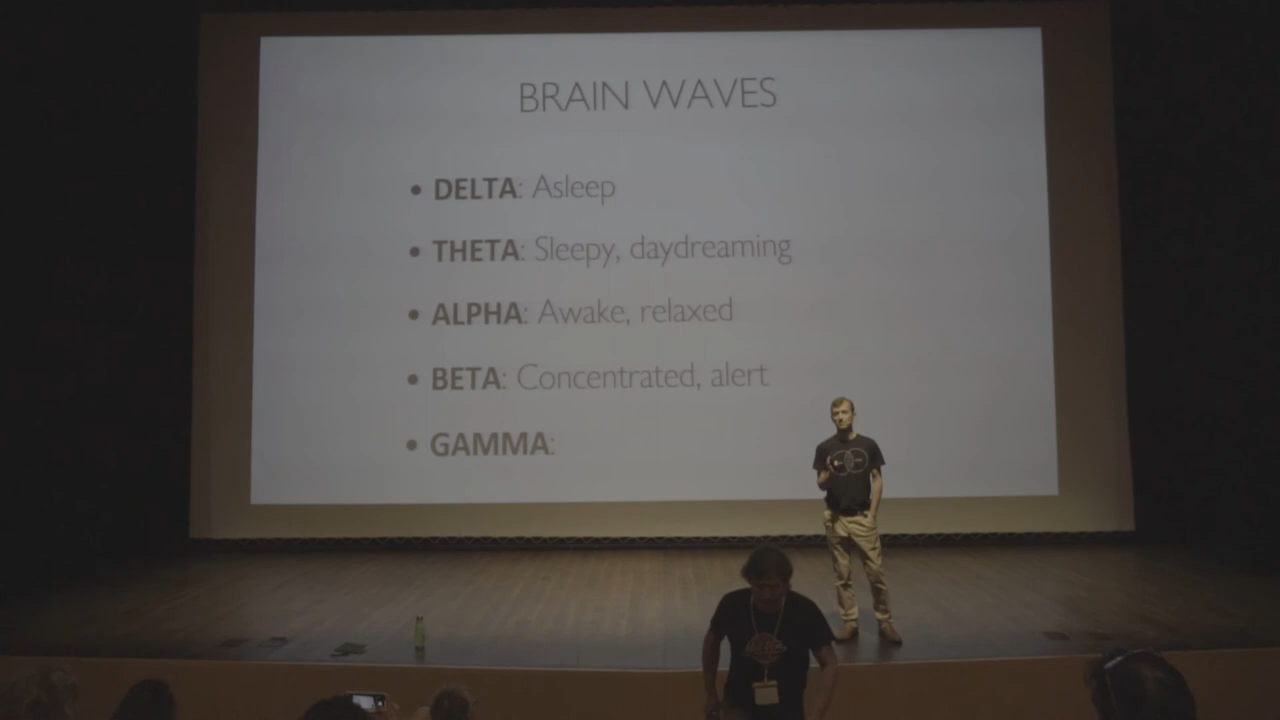 BRAIN WAVES
• DELTA: Asleep
• THETA: Sleepy, daydreaming
• ALPHA: Awake, relaxed
• BETA: Concentrated, alert
• GAMMA: